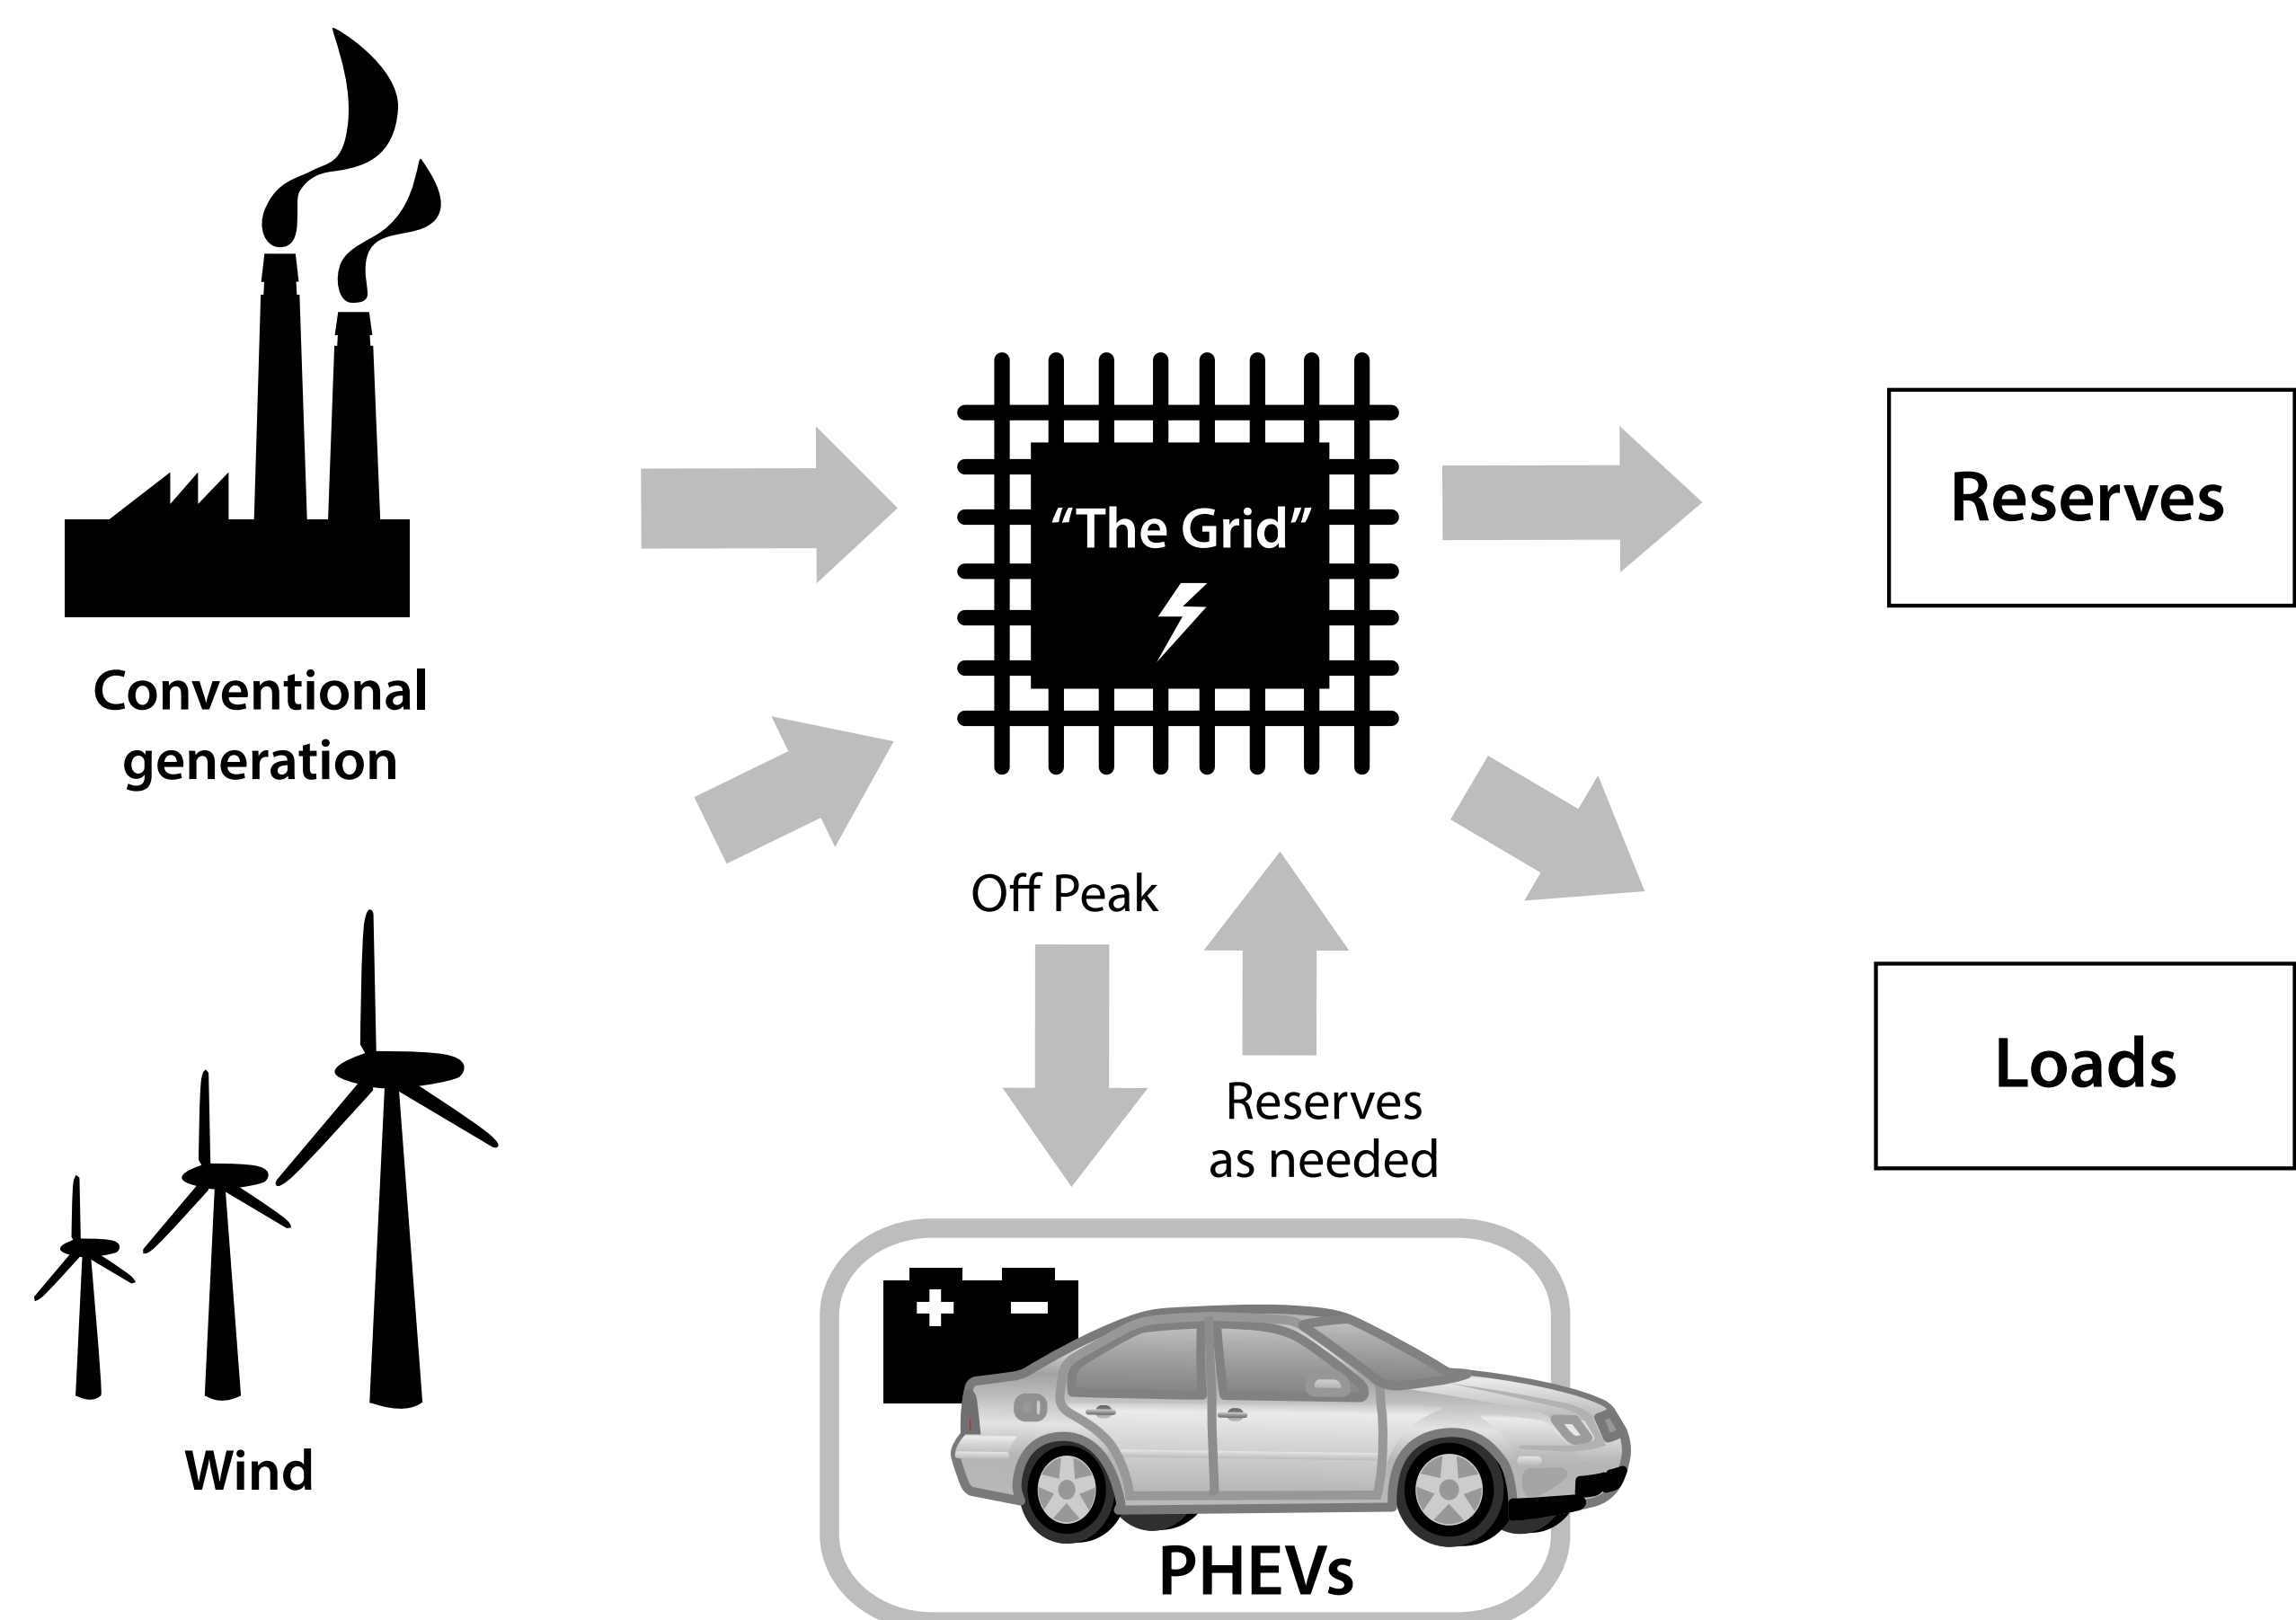 Conventional
generation
“The Grid”
Reserves
Off Peak
Reserves
as needed
Loads
Wind
PHEVs